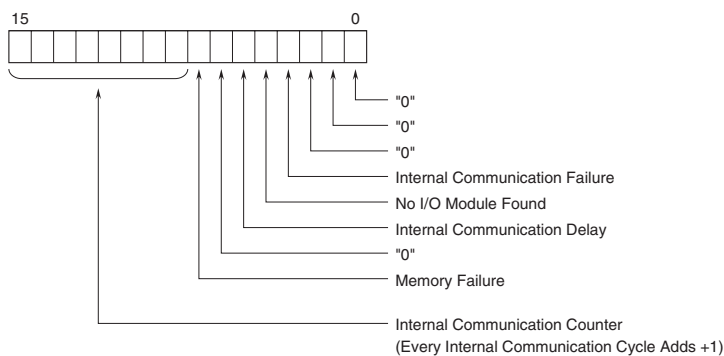 15 0
"0"
"0"
"0"
Internal Communication Failure
No I/O Module Found
Internal Communication Delay
"0"
Memory Failure
Internal Communication Counter
(Every Internal Communication Cycle Adds +1)